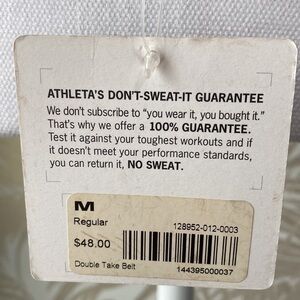 ATHLETA'S DON'T-SWEAT-IT GUARANTEE
We don't subscribe to "you wear it, you bought it."
That's why we offer a 100% GUARANTEE.
Test it against your toughest workouts and if
it doesn't meet your performance standards,
you can return it, NO SWEAT.
M
Regular
128952-012-0003
$48.00
Double Take Belt
144395000037